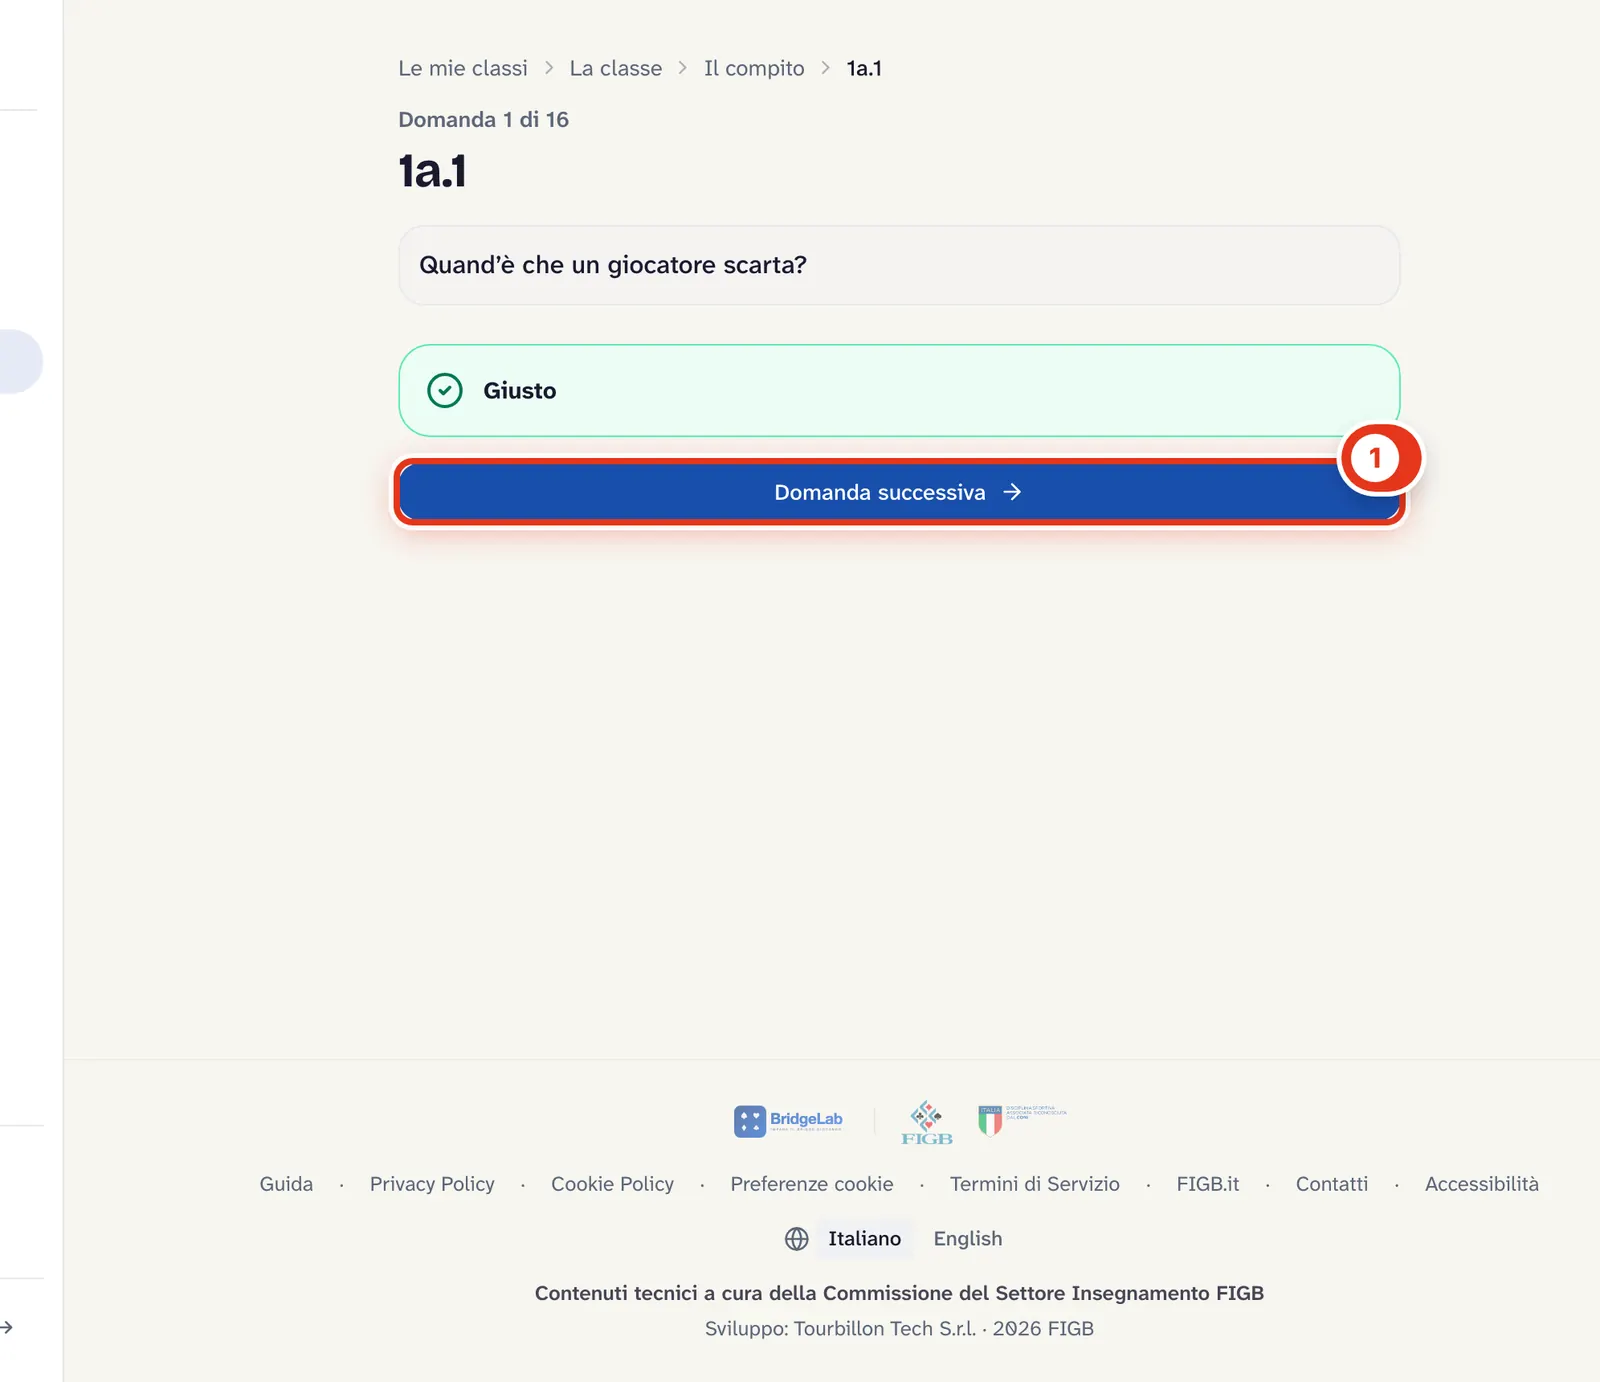 Le mie classi > La classe > Il compito > 1a.1
Domanda 1 di 16
1a.1
Quand’è che un giocatore scarta?
Giusto
1
Domanda successiva →
BridgeLab
FIGB
ITALIA
Guida · Privacy Policy · Cookie Policy · Preferenze cookie · Termini di Servizio · FIGB.it · Contatti · Accessibilità
Italiano English
Contenuti tecnici a cura della Commissione del Settore Insegnamento FIGB
Sviluppo: Tourbillon Tech S.r.l. · 2026 FIGB